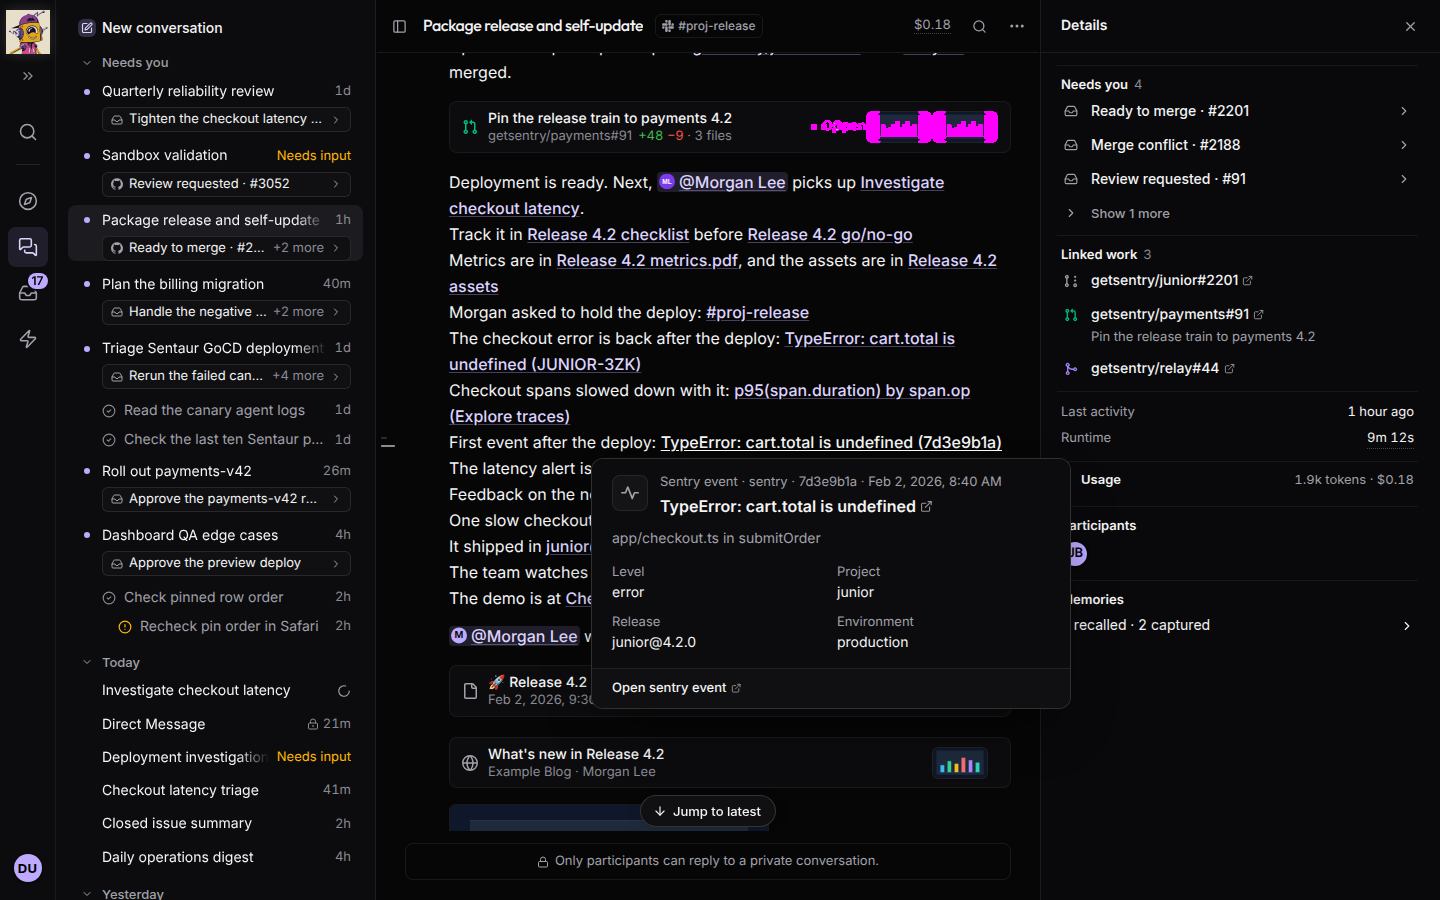 New conversation
Needs you
Quarterly reliability review 1d
Tighten the checkout latency ...
Sandbox validation Needs input
Review requested · #3052
Package release and self-update 1h
Ready to merge · #2... +2 more
Plan the billing migration 40m
Handle the negative ... +2 more
Triage Sentaur GoCD deployment 1d
Rerun the failed can... +4 more
Read the canary agent logs 1d
Check the last ten Sentaur p... 1d
Roll out payments-v42 26m
Approve the payments-v42 r...
Dashboard QA edge cases 4h
Approve the preview deploy
Check pinned row order 2h
Recheck pin order in Safari 2h
Today
Investigate checkout latency
Direct Message 21m
Deployment investigation Needs input
Checkout latency triage 41m
Closed issue summary 2h
Daily operations digest 4h
Yesterday
17
DU
Package release and self-update #proj-release $0.18
merged.
Pin the release train to payments 4.2
getsentry/payments#91 +48 −9 · 3 files
Deployment is ready. Next, ML @Morgan Lee picks up Investigate
checkout latency.
Track it in Release 4.2 checklist before Release 4.2 go/no-go
Metrics are in Release 4.2 metrics.pdf, and the assets are in Release 4.2
assets
Morgan asked to hold the deploy: #proj-release
The checkout error is back after the deploy: TypeError: cart.total is
undefined (JUNIOR-3ZK)
Checkout spans slowed down with it: p95(span.duration) by span.op
(Explore traces)
First event after the deploy: TypeError: cart.total is undefined (7d3e9b1a)
The latency alert is
Feedback on the
One slow checkout
It shipped in junior
The team watches
The demo is at
M @Morgan Lee
Sentry event · sentry · 7d3e9b1a · Feb 2, 2026, 8:40 AM
TypeError: cart.total is undefined
app/checkout.ts in submitOrder
Level Project
error junior
Release Environment
junior@4.2.0 production
Open sentry event
🚀 Release 4.2
Feb 2, 2026,
What's new in Release 4.2
Example Blog · Morgan Lee
Jump to latest
Only participants can reply to a private conversation.
Details
Needs you 4
Ready to merge · #2201
Merge conflict · #2188
Review requested · #91
Show 1 more
Linked work 3
getsentry/junior#2201
getsentry/payments#91
Pin the release train to payments 4.2
getsentry/relay#44
Last activity 1 hour ago
Runtime 9m 12s
Usage 1.9k tokens · $0.18
articipants
JB
emories
recalled · 2 captured